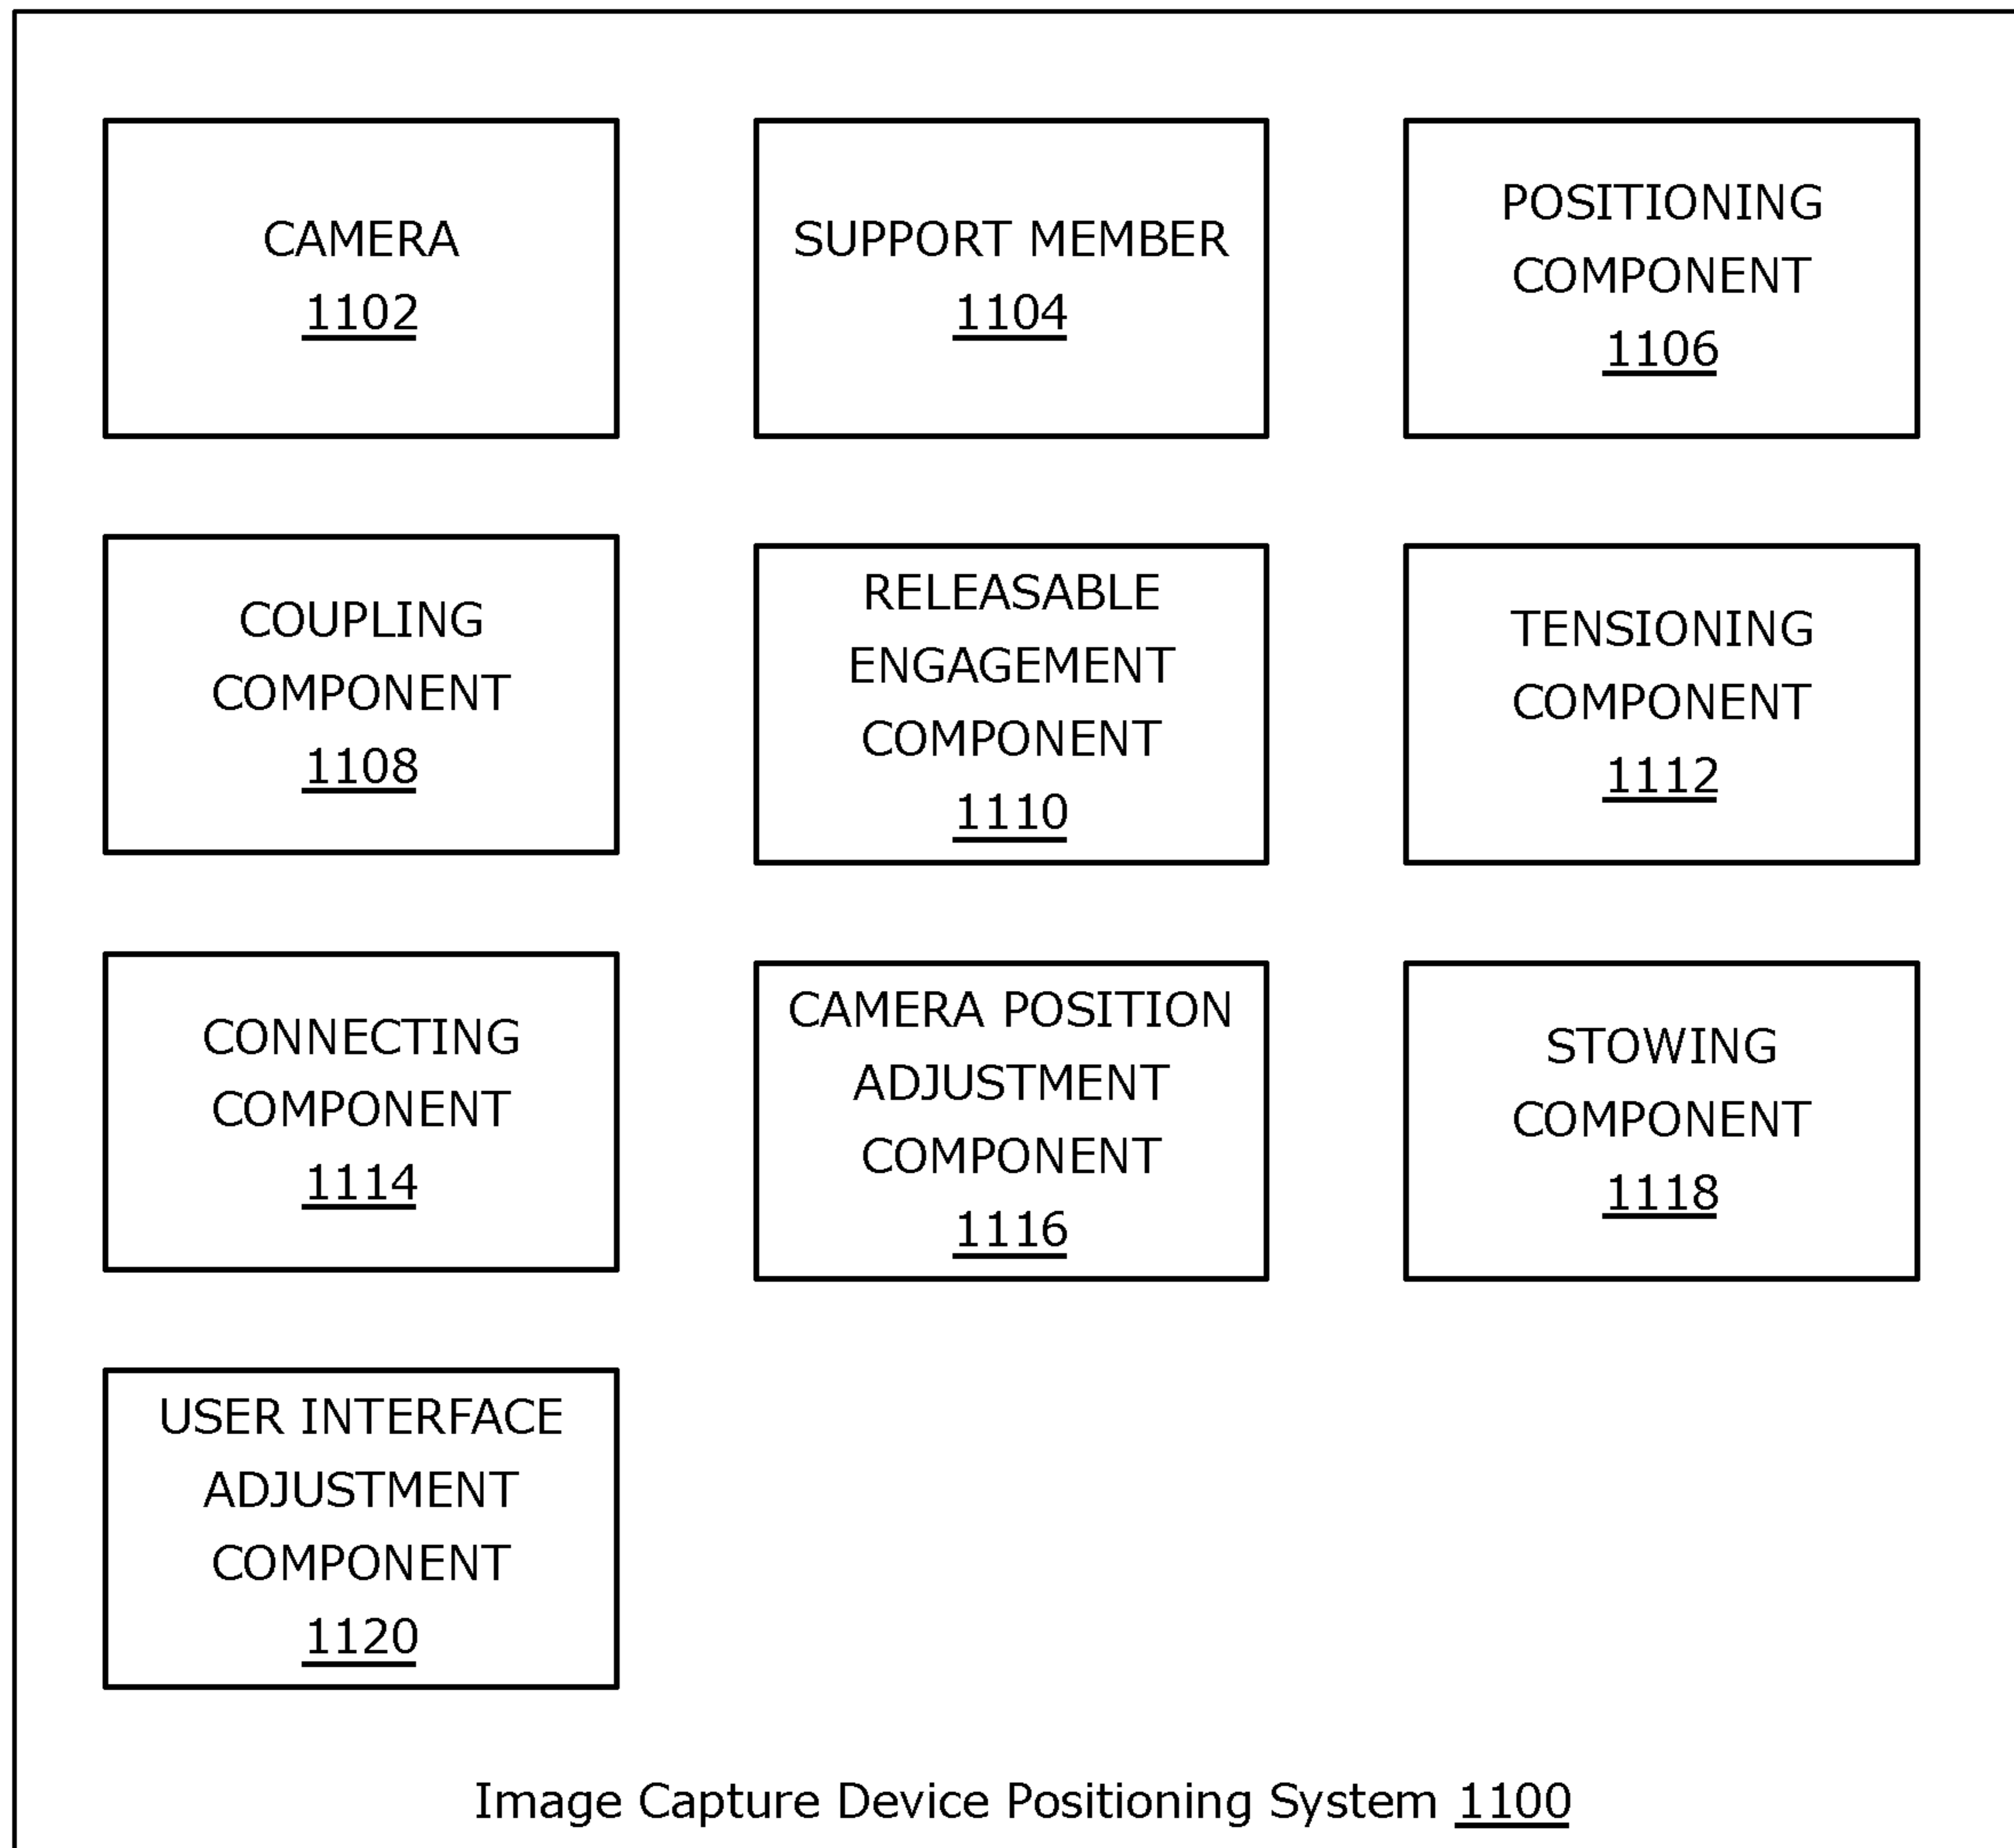 CAMERA
1102
SUPPORT MEMBER
1104
POSITIONING
COMPONENT
1106
COUPLING
COMPONENT
1108
RELEASABLE
ENGAGEMENT
COMPONENT
1110
TENSIONING
COMPONENT
1112
CONNECTING
COMPONENT
1114
CAMERA POSITION
ADJUSTMENT
COMPONENT
1116
STOWING
COMPONENT
1118
USER INTERFACE
ADJUSTMENT
COMPONENT
1120
Image Capture Device Positioning System 1100